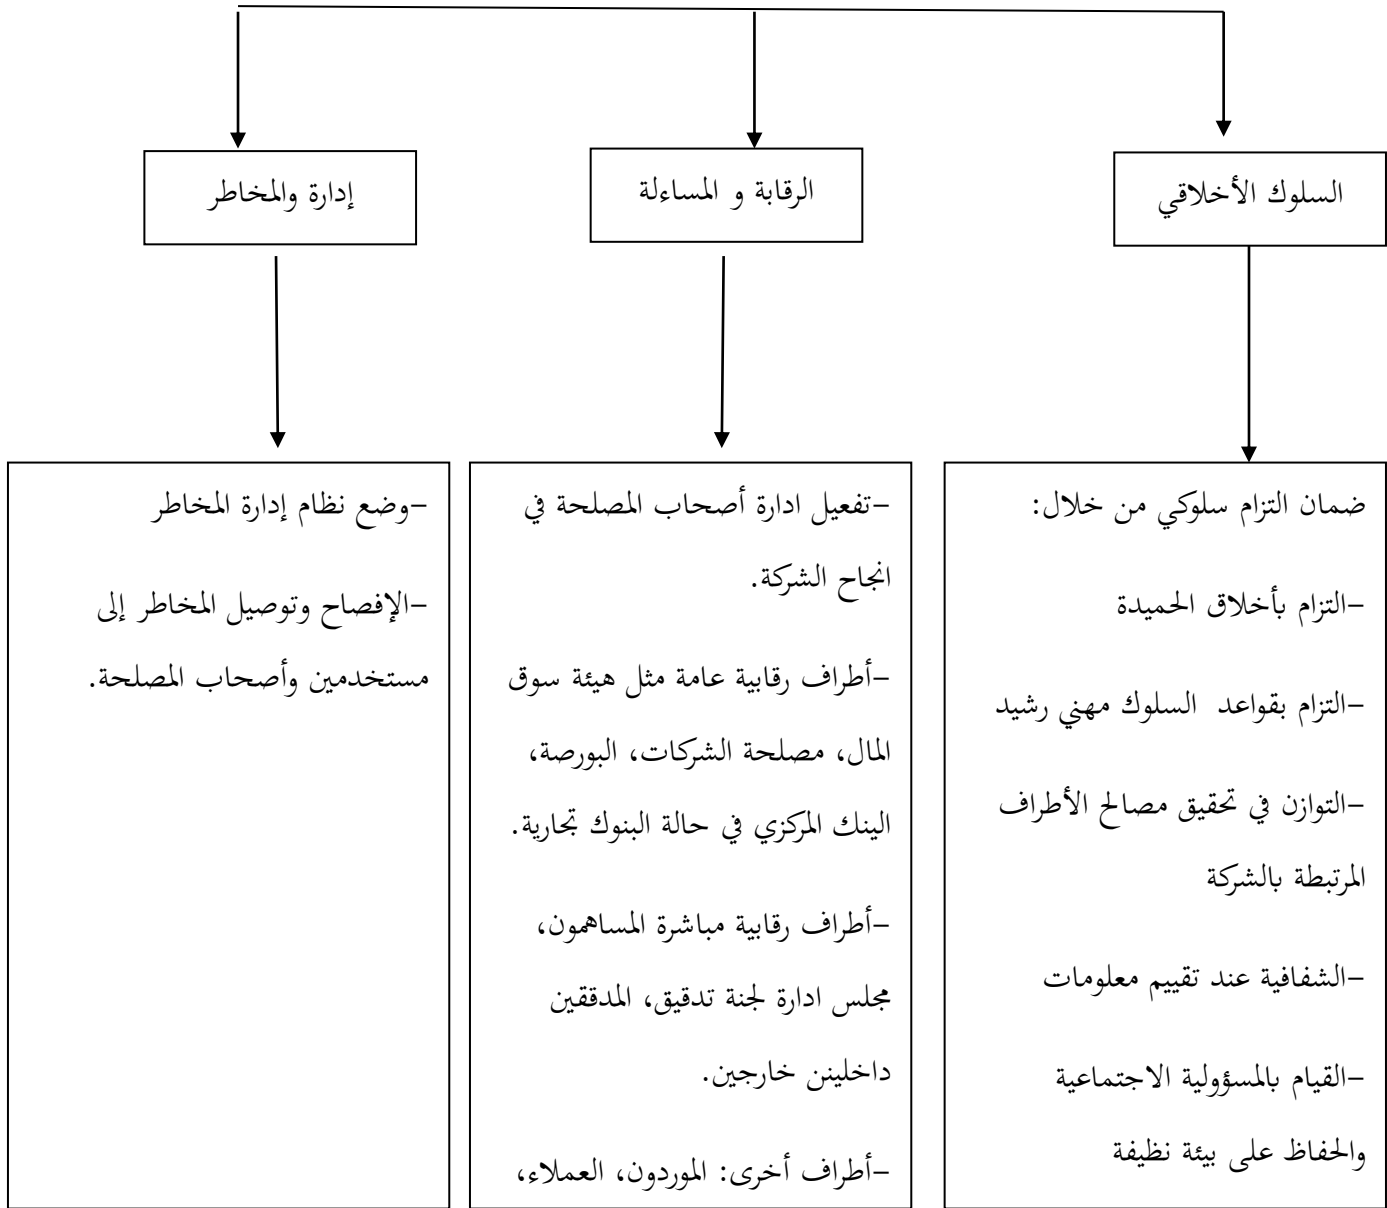 السلوك الأخلاقي
الرقابة و المساءلة
إدارة والمخاطر
ضمان التزام سلوكي من خلال:
-التزام بأخلاق الحميدة
-التزام بقواعد السلوك مهني رشيد
-التوازن في تحقيق مصالح الأطراف
المرتبطة بالشركة
-الشفافية عند تقييم معلومات
-القيام بالمسؤولية الاجتماعية
والحفاظ على بيئة نظيفة
-تفعيل ادارة أصحاب المصلحة في
انجاح الشركة.
-أطراف رقابية عامة مثل هيئة سوق
المال، مصلحة الشركات، البورصة،
الينك المركزي في حالة البنوك تجارية.
-أطراف رقابية مباشرة المساهمون،
مجلس ادارة لجنة تدقيق، المدققين
داخلينن خارجين.
-أطراف أخرى: الموردون، العملاء،
-وضع نظام إدارة المخاطر
-الإفصاح وتوصيل المخاطر إلى
مستخدمين وأصحاب المصلحة.